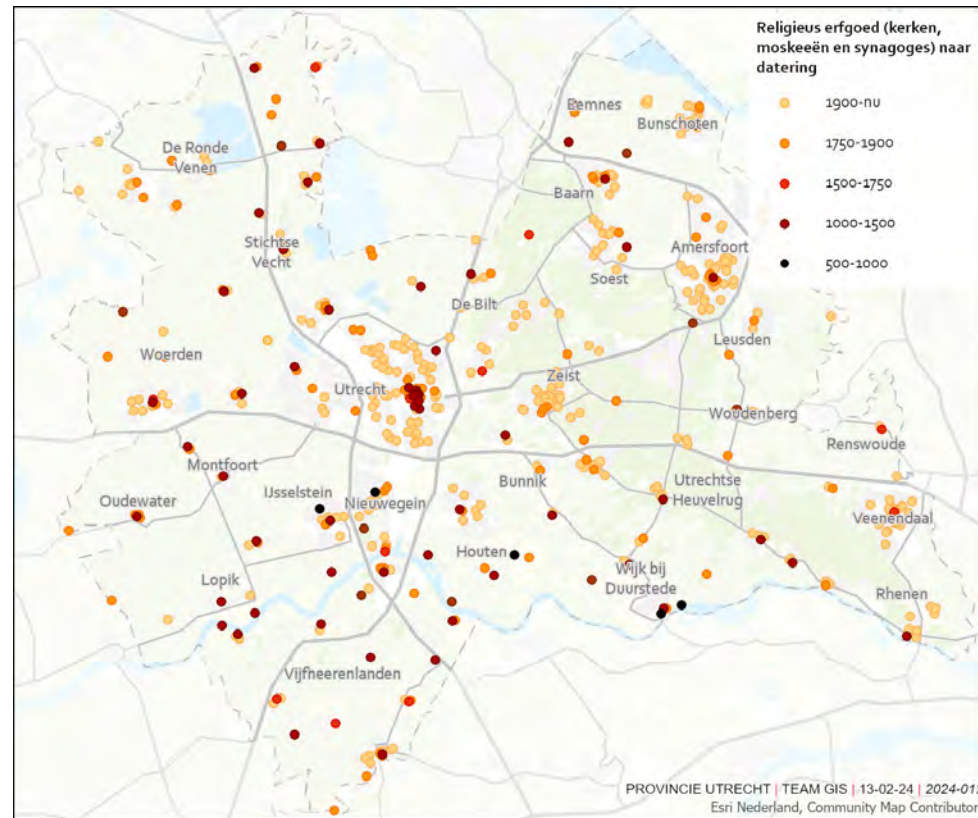 Religieus erfgoed (kerken,
moskeeën en synagoges) naar
datering
1900-nu
1750-1900
1500-1750
1000-1500
500-1000
Eemnes
Bunschoten
De Ronde
Venen
Baarn
Stichtse
Vecht
Amersfoort
Soest
De Bilt
Leusden
Woerden
Utrecht
Zeist
Woudenberg
Renswoude
Montfoort
Bunnik
Utrechtse
Heuvelrug
IJsselstein
Oudewater
Nieuwegein
Veenendaal
Houten
Wijk bij
Duurstede
Lopik
Rhenen
Vijfheerenlanden
PROVINCIE UTRECHT | TEAM GIS | 13-02-24 | 2024-01
Esri Nederland, Community Map Contributor